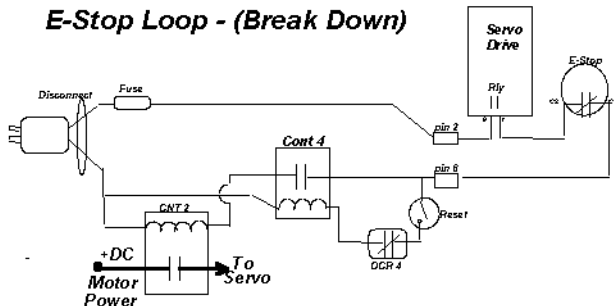 E-Stop Loop - (Break Down)
Servo
Drive
E-Stop
Rly
Disconnect
Fuse
pin 2
Cont 4
pin 6
CNT 2
Reset
OCR 4
+DC
To
Servo
Motor
Power